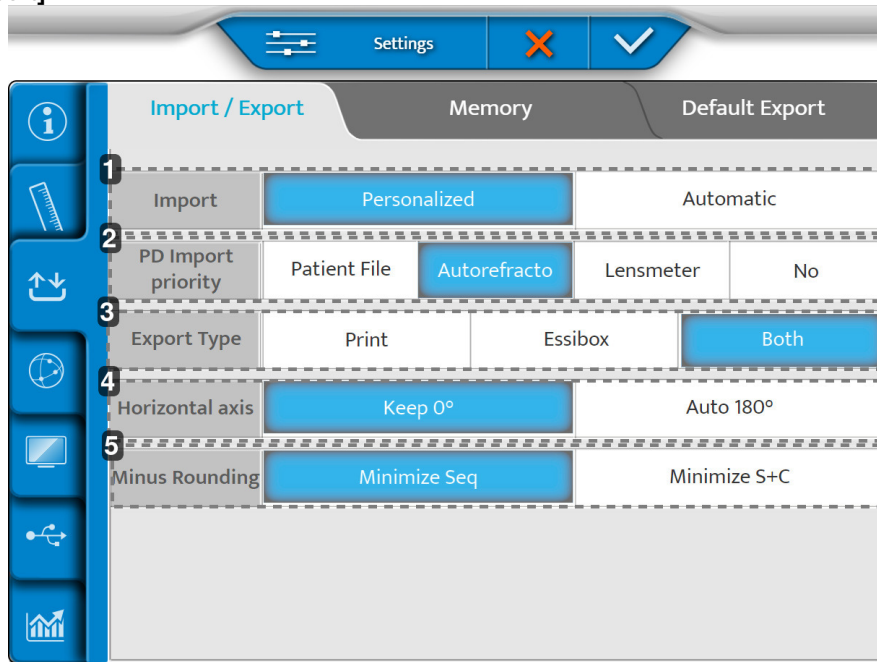 Settings
Import / Export Memory Default Export
1
Import Personalized Automatic
2
PD Import
priority Patient File Autorefracto Lensmeter No
3
Export Type Print Essibox Both
4
Horizontal axis Keep 0° Auto 180°
5
Minus Rounding Minimize Seq Minimize S+C